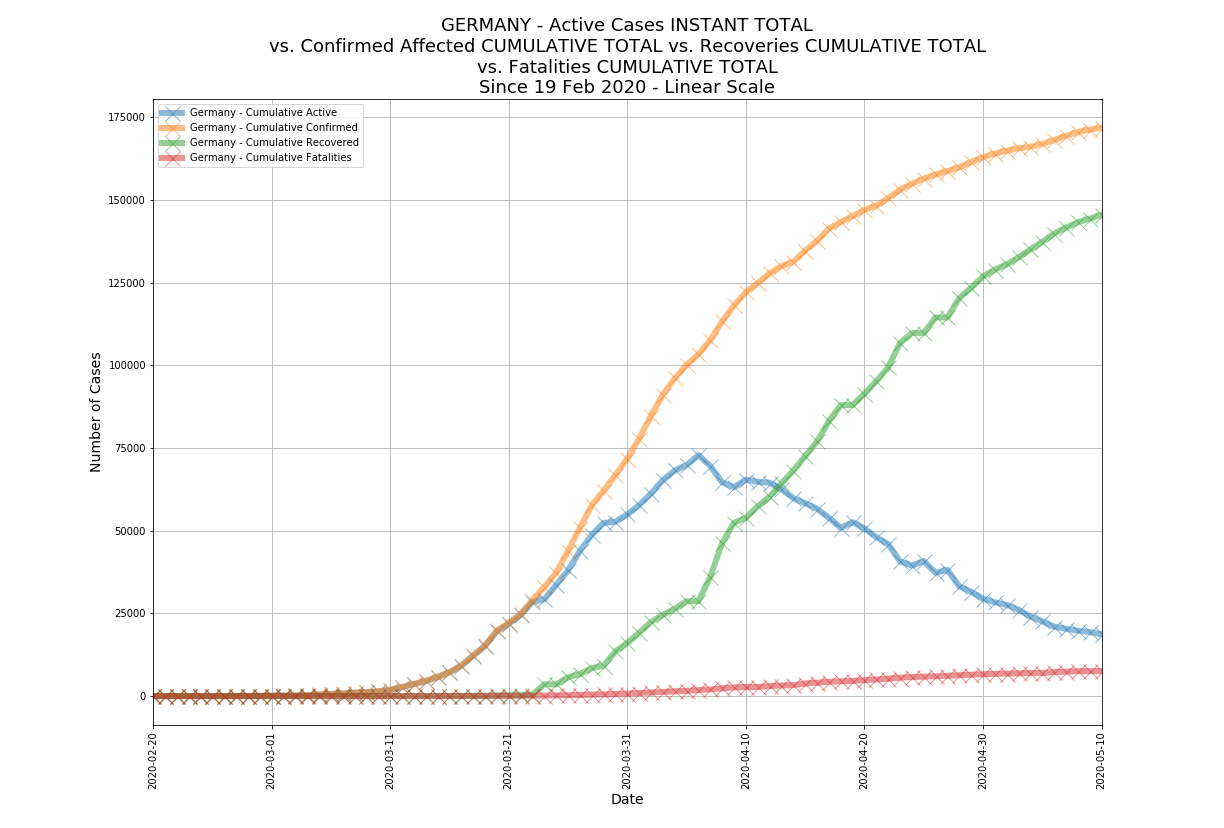 GERMANY - Active Cases INSTANT TOTAL
vs. Confirmed Affected CUMULATIVE TOTAL vs. Recoveries CUMULATIVE TOTAL
vs. Fatalities CUMULATIVE TOTAL
Since 19 Feb 2020 - Linear Scale
Germany - Cumulative Active
Germany - Cumulative Confirmed
Germany - Cumulative Recovered
Germany - Cumulative Fatalities
175000
150000
125000
100000
75000
50000
25000
0
Number of Cases
2020-02-20
2020-03-01
2020-03-11
2020-03-21
2020-03-31
2020-04-10
2020-04-20
2020-04-30
2020-05-10
Date